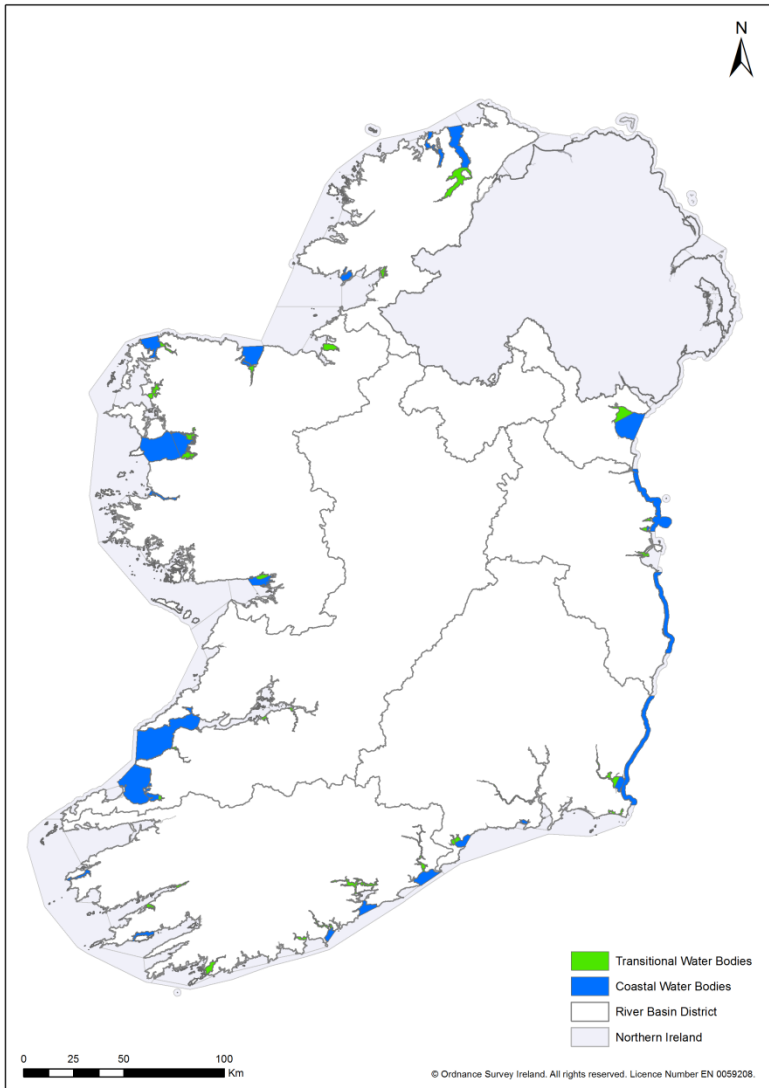 N
Transitional Water Bodies
Coastal Water Bodies
River Basin District
Northern Ireland
0 25 50 100
Km
© Ordnance Survey Ireland. All rights reserved. Licence Number EN 0059208.